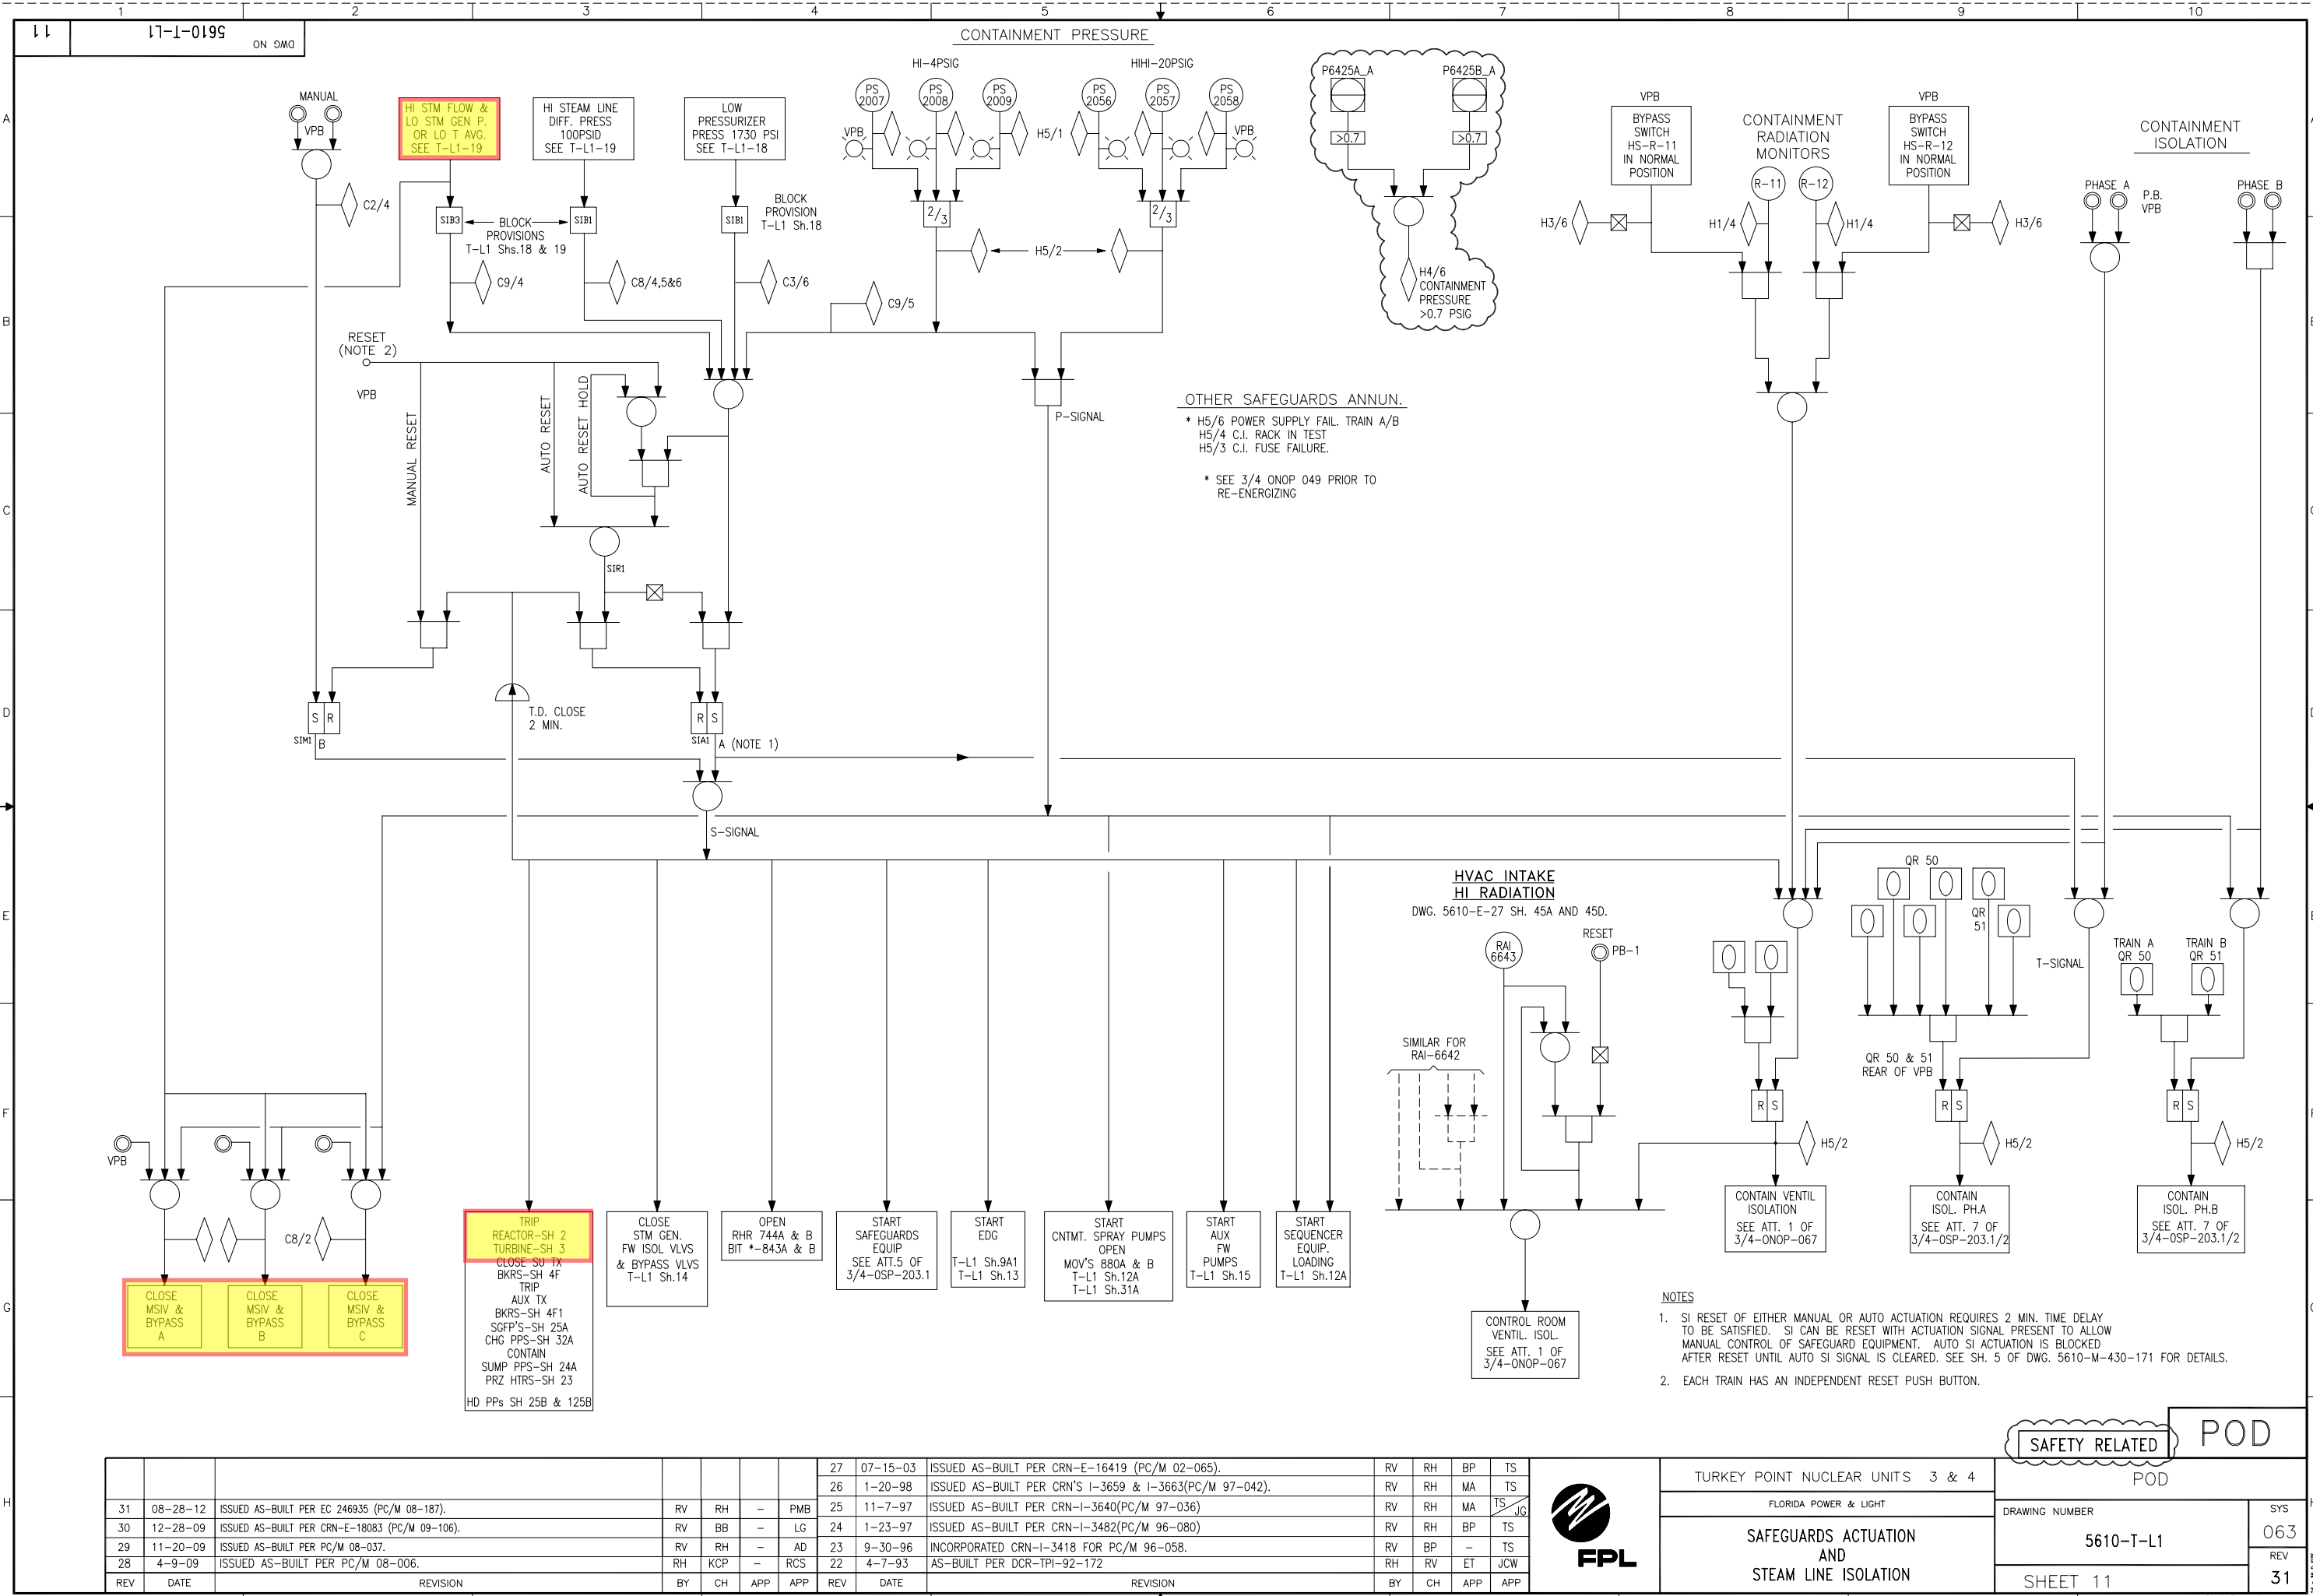 1 2 3 4 5 6 7 8 9 10
11
5610-T-L1
DWG NO
CONTAINMENT PRESSURE
HI-4PSIG
HIHI-20PSIG
MANUAL
VPB
HI STM FLOW &
LO STM GEN P.
OR LO T AVG.
SEE T-L1-19
HI STEAM LINE
DIFF. PRESS
100PSID
SEE T-L1-19
LOW
PRESSURIZER
PRESS 1730 PSI
SEE T-L1-18
PS
2007
PS
2008
PS
2009
PS
2056
PS
2057
PS
2058
VPB
H5/1
VPB
P6425A_A
P6425B_A
>0.7
>0.7
H4/6
CONTAINMENT
PRESSURE
>0.7 PSIG
VPB
BYPASS
SWITCH
HS-R-11
IN NORMAL
POSITION
CONTAINMENT
RADIATION
MONITORS
R-11
R-12
VPB
BYPASS
SWITCH
HS-R-12
IN NORMAL
POSITION
CONTAINMENT
ISOLATION
PHASE A
P.B.
VPB
PHASE B
H3/6
H1/4
H1/4
H3/6
C2/4
SIB3
BLOCK
PROVISIONS
T-L1 Shs.18 & 19
SIB1
SIB1
BLOCK
PROVISION
T-L1 Sh.18
2/3
2/3
H5/2
C9/4
C8/4,5&6
C3/6
C9/5
RESET
(NOTE 2)
VPB
MANUAL RESET
AUTO RESET
AUTO RESET HOLD
P-SIGNAL
OTHER SAFEGUARDS ANNUN.
* H5/6 POWER SUPPLY FAIL. TRAIN A/B
H5/4 C.I. RACK IN TEST
H5/3 C.I. FUSE FAILURE.
* SEE 3/4 ONOP 049 PRIOR TO
RE-ENERGIZING
SIR1
T.D. CLOSE
2 MIN.
S R
SIM1 B
R S
SIA1 A (NOTE 1)
S-SIGNAL
HVAC INTAKE
HI RADIATION
DWG. 5610-E-27 SH. 45A AND 45D.
RAI
6643
RESET
PB-1
SIMILAR FOR
RAI-6642
QR 50
QR
51
T-SIGNAL
TRAIN A
QR 50
TRAIN B
QR 51
QR 50 & 51
REAR OF VPB
R S
R S
R S
H5/2
H5/2
H5/2
VPB
C8/2
CLOSE
MSIV &
BYPASS
A
CLOSE
MSIV &
BYPASS
B
CLOSE
MSIV &
BYPASS
C
TRIP
REACTOR-SH 2
TURBINE-SH 3
CLOSE SU TX
BKRS-SH 4F
TRIP
AUX TX
BKRS-SH 4F1
SGFP'S-SH 25A
CHG PPS-SH 32A
CONTAIN
SUMP PPS-SH 24A
PRZ HTRS-SH 23
HD PPs SH 25B & 125B
CLOSE
STM GEN.
FW ISOL VLVS
& BYPASS VLVS
T-L1 Sh.14
OPEN
RHR 744A & B
BIT *-843A & B
START
SAFEGUARDS
EQUIP
SEE ATT.5 OF
3/4-OSP-203.1
START
EDG
T-L1 Sh.9A1
T-L1 Sh.13
START
CNTMT. SPRAY PUMPS
OPEN
MOV'S 880A & B
T-L1 Sh.12A
T-L1 Sh.31A
START
AUX
FW
PUMPS
T-L1 Sh.15
START
SEQUENCER
EQUIP.
LOADING
T-L1 Sh.12A
CONTROL ROOM
VENTIL. ISOL.
SEE ATT. 1 OF
3/4-ONOP-067
CONTAIN VENTIL
ISOLATION
SEE ATT. 1 OF
3/4-ONOP-067
CONTAIN
ISOL. PH.A
SEE ATT. 7 OF
3/4-OSP-203.1/2
CONTAIN
ISOL. PH.B
SEE ATT. 7 OF
3/4-OSP-203.1/2
NOTES
1. SI RESET OF EITHER MANUAL OR AUTO ACTUATION REQUIRES 2 MIN. TIME DELAY
TO BE SATISFIED. SI CAN BE RESET WITH ACTUATION SIGNAL PRESENT TO ALLOW
MANUAL CONTROL OF SAFEGUARD EQUIPMENT. AUTO SI ACTUATION IS BLOCKED
AFTER RESET UNTIL AUTO SI SIGNAL IS CLEARED. SEE SH. 5 OF DWG. 5610-M-430-171 FOR DETAILS.
2. EACH TRAIN HAS AN INDEPENDENT RESET PUSH BUTTON.
SAFETY RELATED
POD
31 08-28-12 ISSUED AS-BUILT PER EC 246935 (PC/M 08-187). RV RH - PMB
30 12-28-09 ISSUED AS-BUILT PER CRN-E-18083 (PC/M 09-106). RV BB - LG
29 11-20-09 ISSUED AS-BUILT PER PC/M 08-037. RV RH - AD
28 4-9-09 ISSUED AS-BUILT PER PC/M 08-006. RH KCP - RCS
REV DATE REVISION BY CH APP APP
27 07-15-03 ISSUED AS-BUILT PER CRN-E-16419 (PC/M 02-065). RV RH BP TS
26 1-20-98 ISSUED AS-BUILT PER CRN'S I-3659 & I-3663(PC/M 97-042). RV RH MA TS
25 11-7-97 ISSUED AS-BUILT PER CRN-I-3640(PC/M 97-036) RV RH MA TS/JG
24 1-23-97 ISSUED AS-BUILT PER CRN-I-3482(PC/M 96-080) RV RH BP TS
23 9-30-96 INCORPORATED CRN-I-3418 FOR PC/M 96-058. RV BP - TS
22 4-7-93 AS-BUILT PER DCR-TPI-92-172 RH RV ET JCW
REV DATE REVISION BY CH APP APP
FPL
TURKEY POINT NUCLEAR UNITS 3 & 4
FLORIDA POWER & LIGHT
SAFEGUARDS ACTUATION
AND
STEAM LINE ISOLATION
POD
DRAWING NUMBER
5610-T-L1
SHEET 11
SYS
063
REV
31
A
B
C
D
E
F
G
H